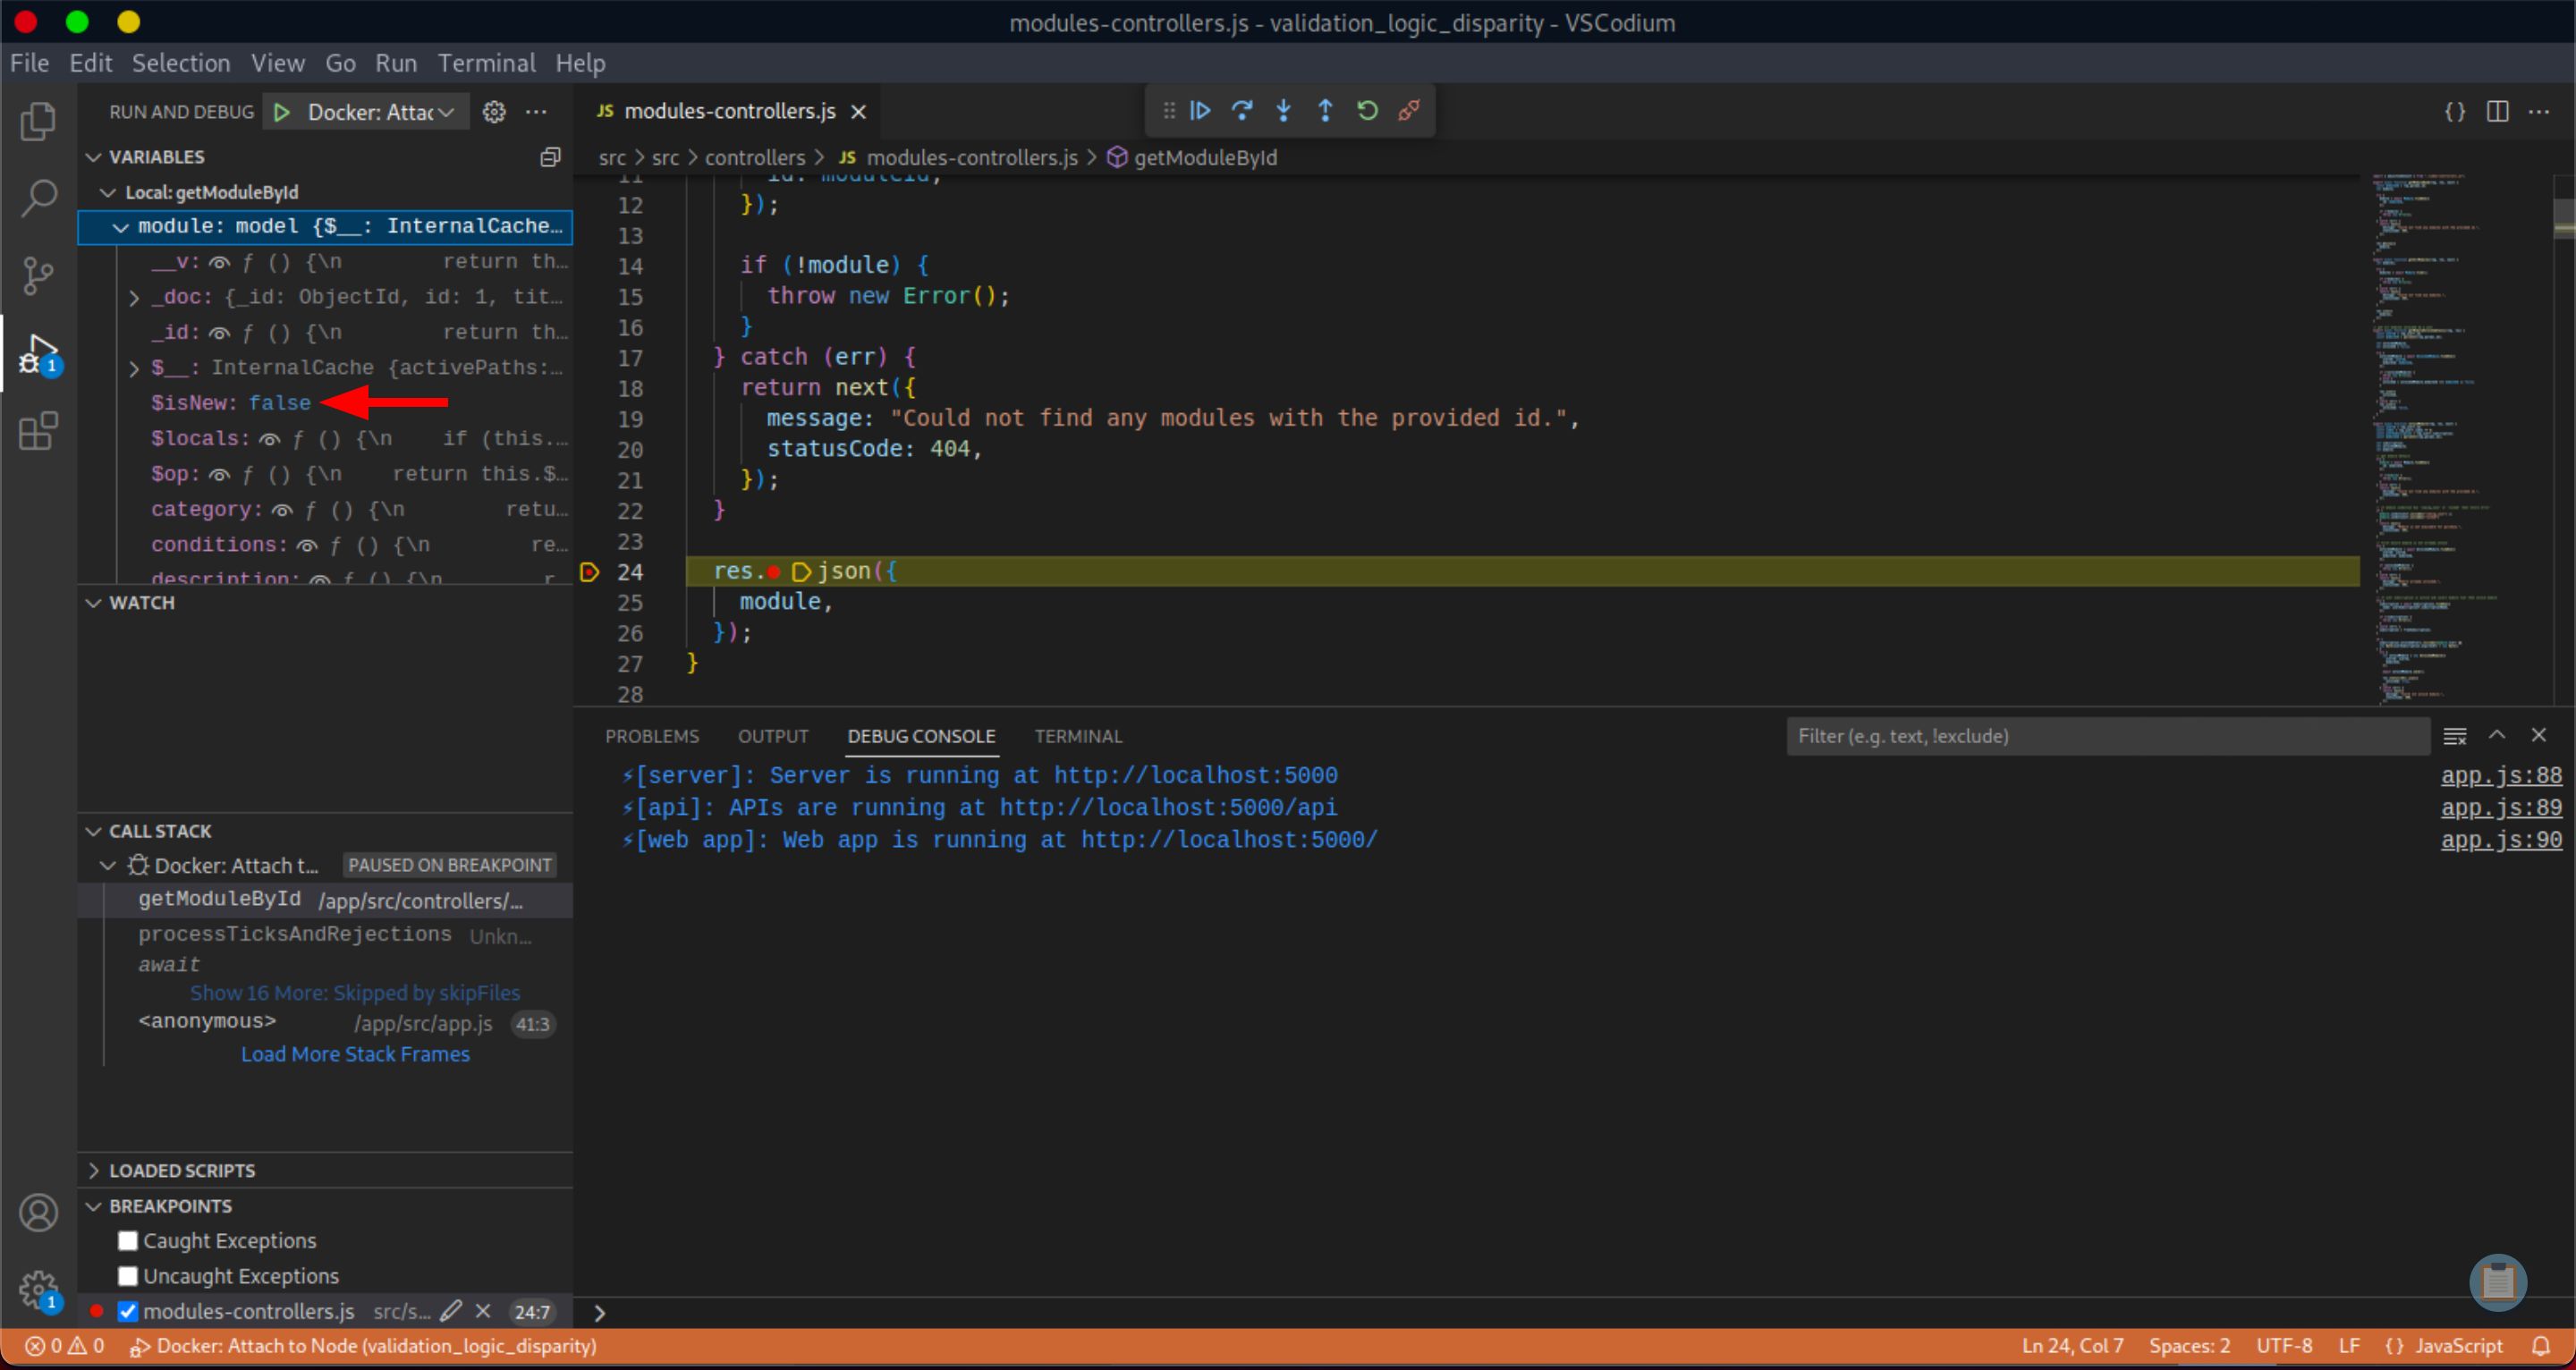 modules-controllers.js - validation_logic_disparity - VSCodium
File Edit Selection View Go Run Terminal Help
RUN AND DEBUG Docker: Attac
VARIABLES
Local: getModuleById
module: model {$__: InternalCache…
__v: ƒ () {\n return th…
_doc: {_id: ObjectId, id: 1, tit…
_id: ƒ () {\n return th…
$__: InternalCache {activePaths:…
$isNew: false
$locals: ƒ () {\n if (this.…
$op: ƒ () {\n return this.$…
category: ƒ () {\n retu…
conditions: ƒ () {\n re…
description: ƒ () {\n r…
WATCH
CALL STACK
Docker: Attach t… PAUSED ON BREAKPOINT
getModuleById /app/src/controllers/…
processTicksAndRejections Unkn…
await
Show 16 More: Skipped by skipFiles
<anonymous> /app/src/app.js 41:3
Load More Stack Frames
LOADED SCRIPTS
BREAKPOINTS
Caught Exceptions
Uncaught Exceptions
modules-controllers.js src/s… 24:7
JS modules-controllers.js
src > src > controllers > JS modules-controllers.js > getModuleById
11 id: moduleId,
12 });
13
14 if (!module) {
15 throw new Error();
16 }
17 } catch (err) {
18 return next({
19 message: "Could not find any modules with the provided id.",
20 statusCode: 404,
21 });
22 }
23
24 res.json({
25 module,
26 });
27 }
28
PROBLEMS OUTPUT DEBUG CONSOLE TERMINAL Filter (e.g. text, !exclude)
⚡[server]: Server is running at http://localhost:5000 app.js:88
⚡[api]: APIs are running at http://localhost:5000/api app.js:89
⚡[web app]: Web app is running at http://localhost:5000/ app.js:90
>
0 0 Docker: Attach to Node (validation_logic_disparity) Ln 24, Col 7 Spaces: 2 UTF-8 LF {} JavaScript